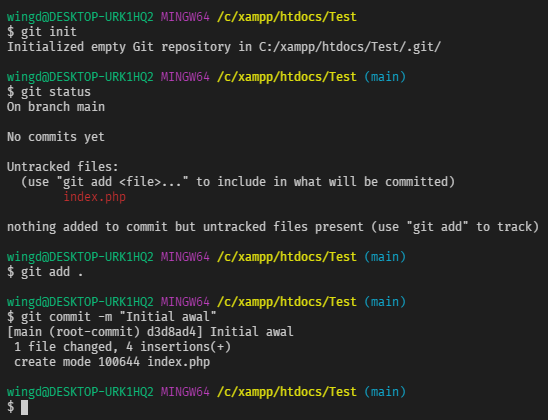 wingd@DESKTOP-URK1HQ2 MINGW64 /c/xampp/htdocs/Test
$ git init
Initialized empty Git repository in C:/xampp/htdocs/Test/.git/

wingd@DESKTOP-URK1HQ2 MINGW64 /c/xampp/htdocs/Test (main)
$ git status
On branch main

No commits yet

Untracked files:
  (use "git add <file>..." to include in what will be committed)
        index.php

nothing added to commit but untracked files present (use "git add" to track)

wingd@DESKTOP-URK1HQ2 MINGW64 /c/xampp/htdocs/Test (main)
$ git add .

wingd@DESKTOP-URK1HQ2 MINGW64 /c/xampp/htdocs/Test (main)
$ git commit -m "Initial awal"
[main (root-commit) d3d8ad4] Initial awal
 1 file changed, 4 insertions(+)
 create mode 100644 index.php

wingd@DESKTOP-URK1HQ2 MINGW64 /c/xampp/htdocs/Test (main)
$